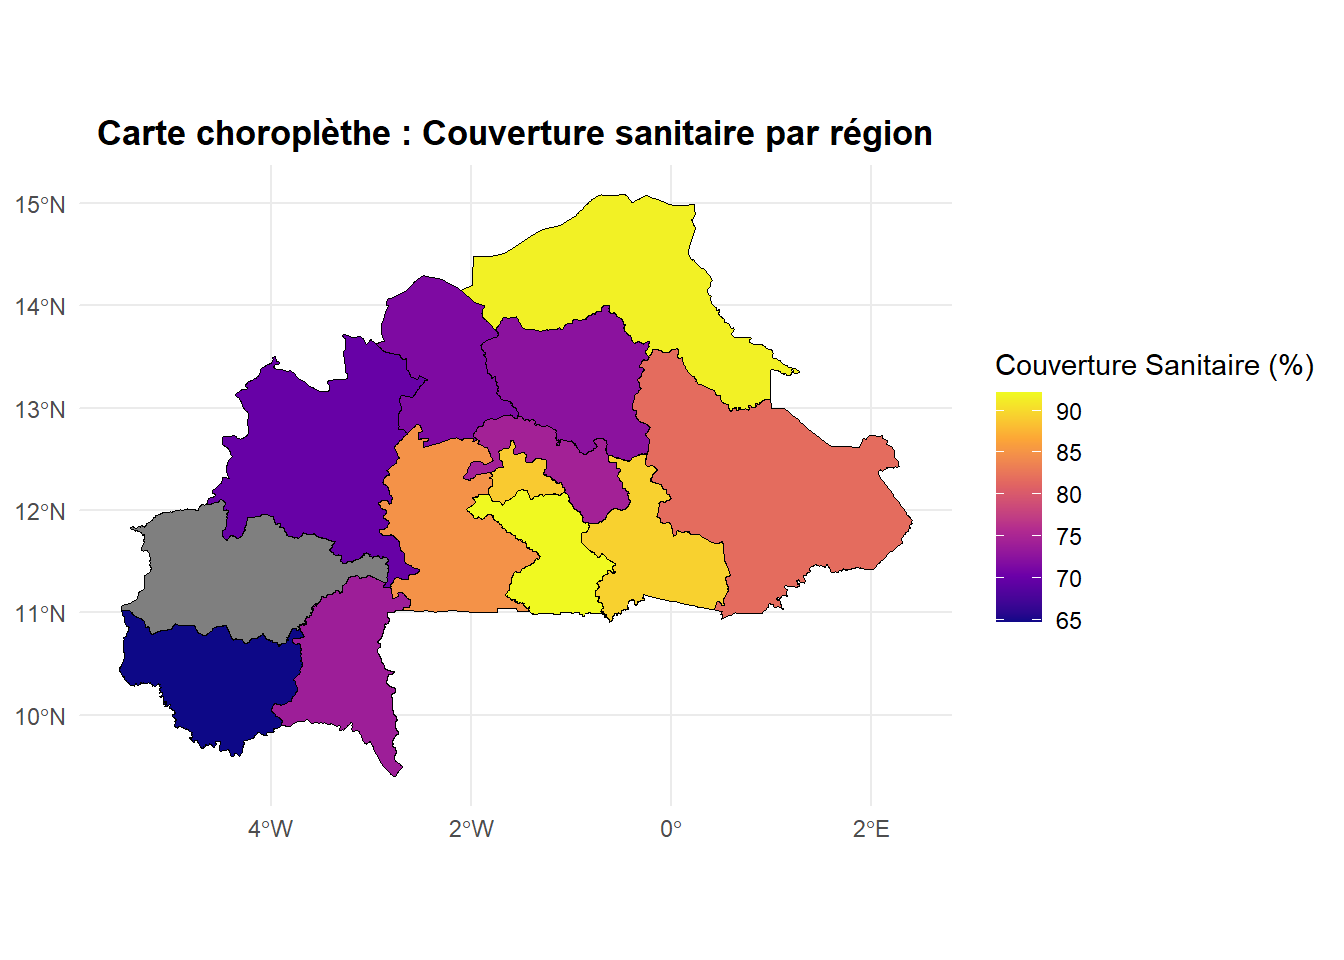 Carte choroplèthe : Couverture sanitaire par région
15°N
14°N
13°N
12°N
11°N
10°N
4°W
2°W
0°
2°E
Couverture Sanitaire (%)
90
85
80
75
70
65